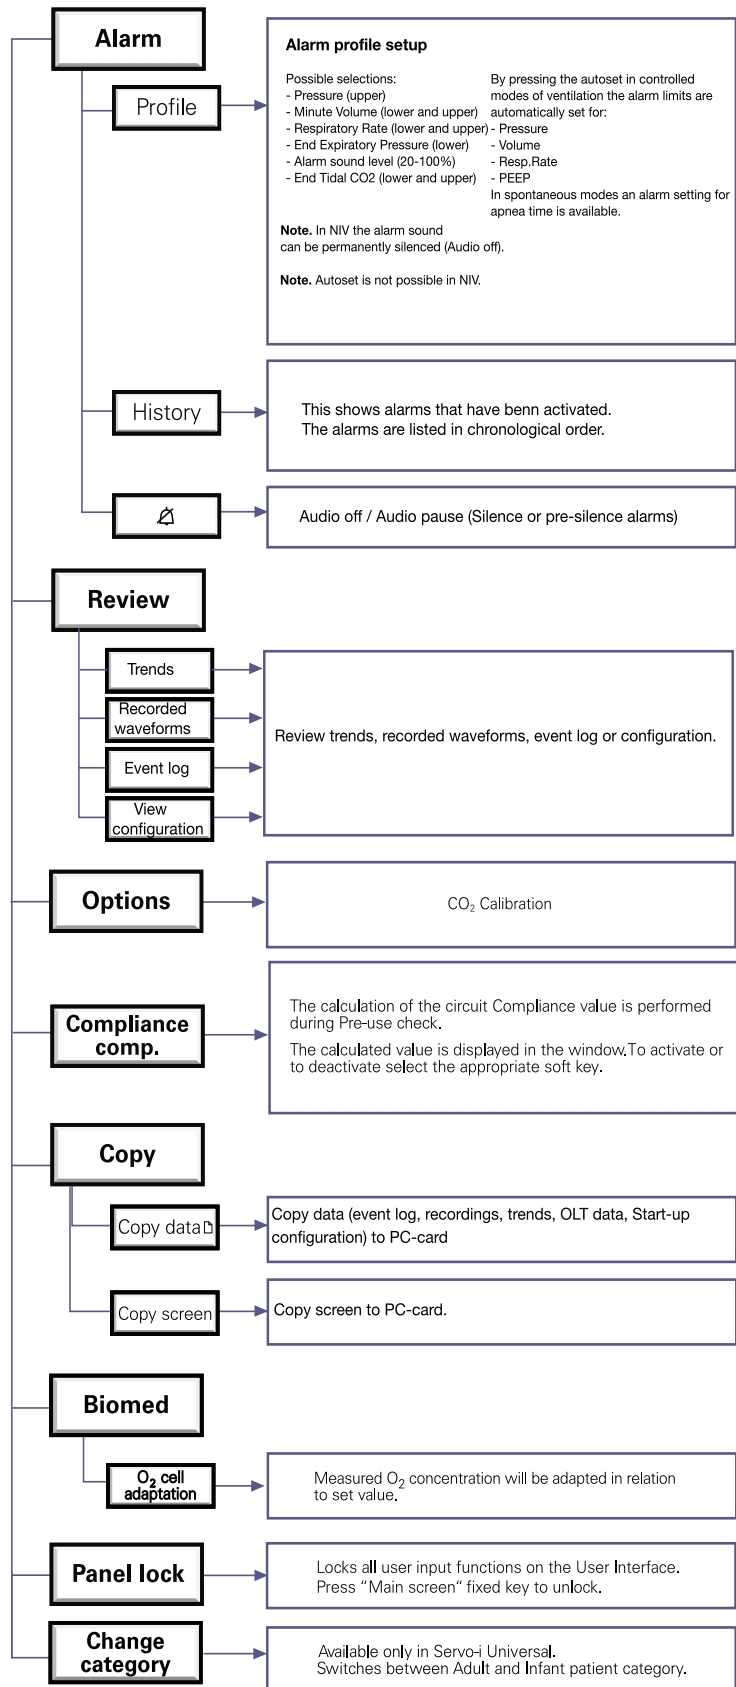 Alarm
Profile
Alarm profile setup
Possible selections:
- Pressure (upper)
- Minute Volume (lower and upper)
- Respiratory Rate (lower and upper)
- End Expiratory Pressure (lower)
- Alarm sound level (20-100%)
- End Tidal CO2 (lower and upper)
By pressing the autoset in controlled
modes of ventilation the alarm limits are
automatically set for:
- Pressure
- Volume
- Resp.Rate
- PEEP
In spontaneous modes an alarm setting for
apnea time is available.
Note. In NIV the alarm sound
can be permanently silenced (Audio off).
Note. Autoset is not possible in NIV.
History
This shows alarms that have benn activated.
The alarms are listed in chronological order.
Audio off / Audio pause (Silence or pre-silence alarms)
Review
Trends
Recorded
waveforms
Event log
View
configuration
Review trends, recorded waveforms, event log or configuration.
Options
CO₂ Calibration
Compliance
comp.
The calculation of the circuit Compliance value is performed
during Pre-use check.
The calculated value is displayed in the window.To activate or
to deactivate select the appropriate soft key.
Copy
Copy data
Copy data (event log, recordings, trends, OLT data, Start-up
configuration) to PC-card
Copy screen
Copy screen to PC-card.
Biomed
O₂ cell
adaptation
Measured O₂ concentration will be adapted in relation
to set value.
Panel lock
Locks all user input functions on the User Interface.
Press "Main screen" fixed key to unlock.
Change
category
Available only in Servo-i Universal.
Switches between Adult and Infant patient category.